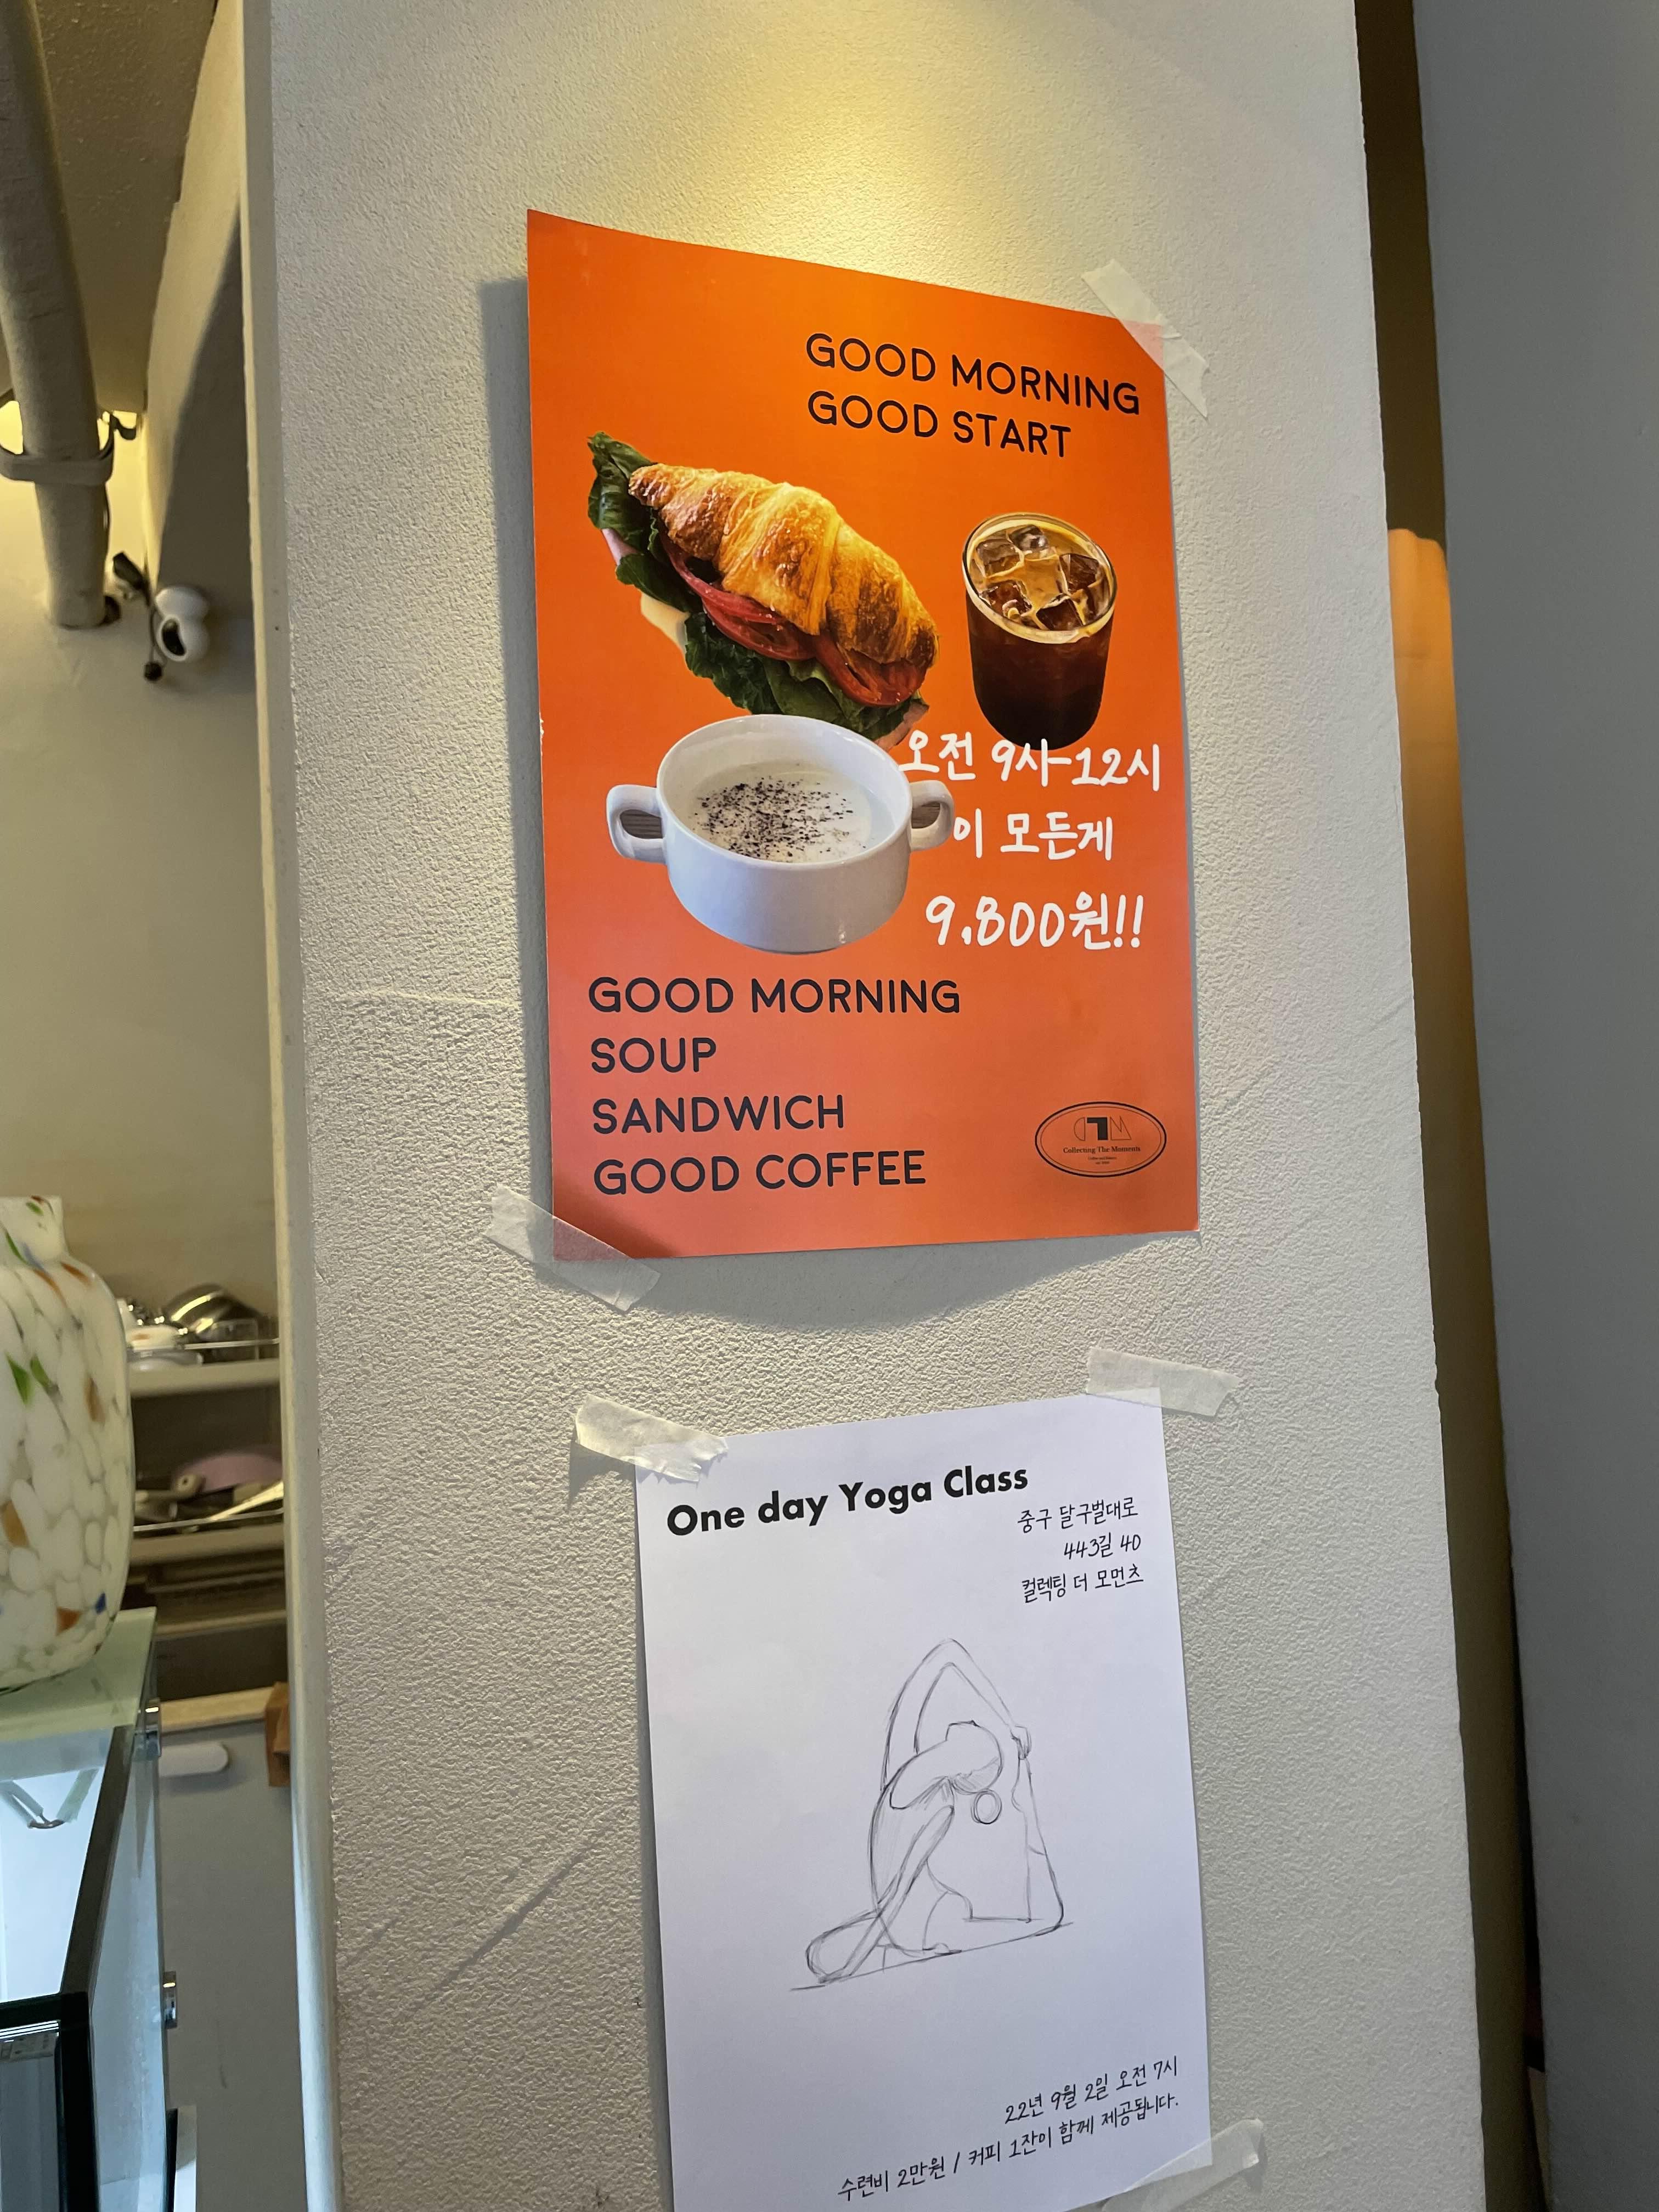 GOOD MORNING
GOOD START
오전 9시-12시
이 모든게
9,800원!!
GOOD MORNING
SOUP
SANDWICH
GOOD COFFEE
Collecting The Moments
One day Yoga Class
중구 달구벌대로
443길 40
컬렉팅 더 모먼츠
22년 9월 2일 오전 7시
수련비 2만원 / 커피 1잔이 함께 제공됩니다.